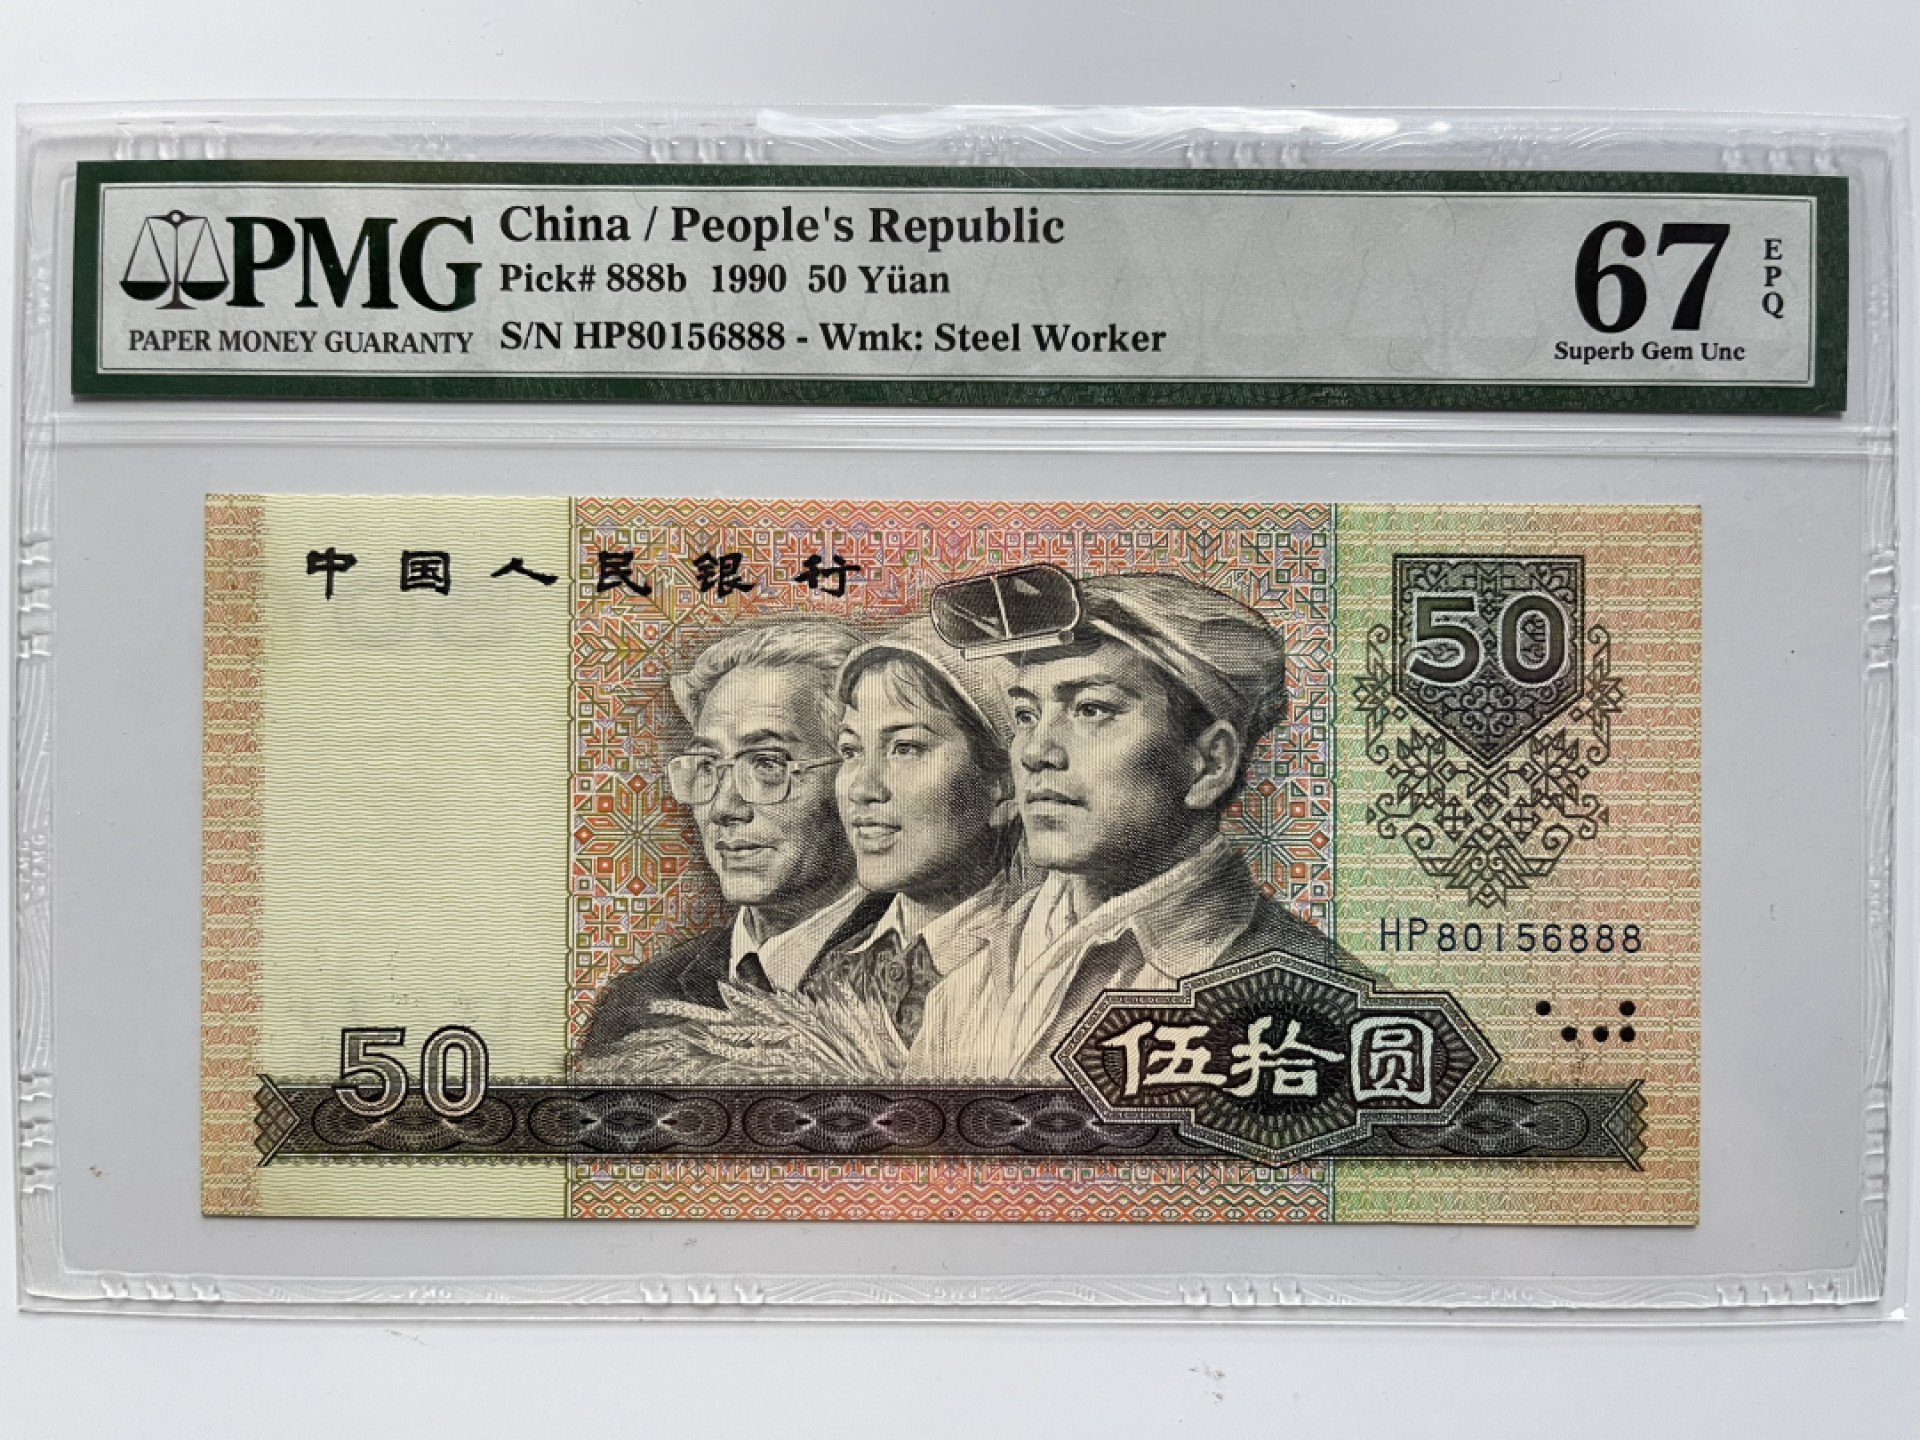 PMG
PAPER MONEY GUARANTY
China / People's Republic
Pick# 888b 1990 50 Yüan
S/N HP80156888 - Wmk: Steel Worker
67
EPQ
Superb Gem Unc
中国人民银行
50
HP80156888
50
伍拾圆